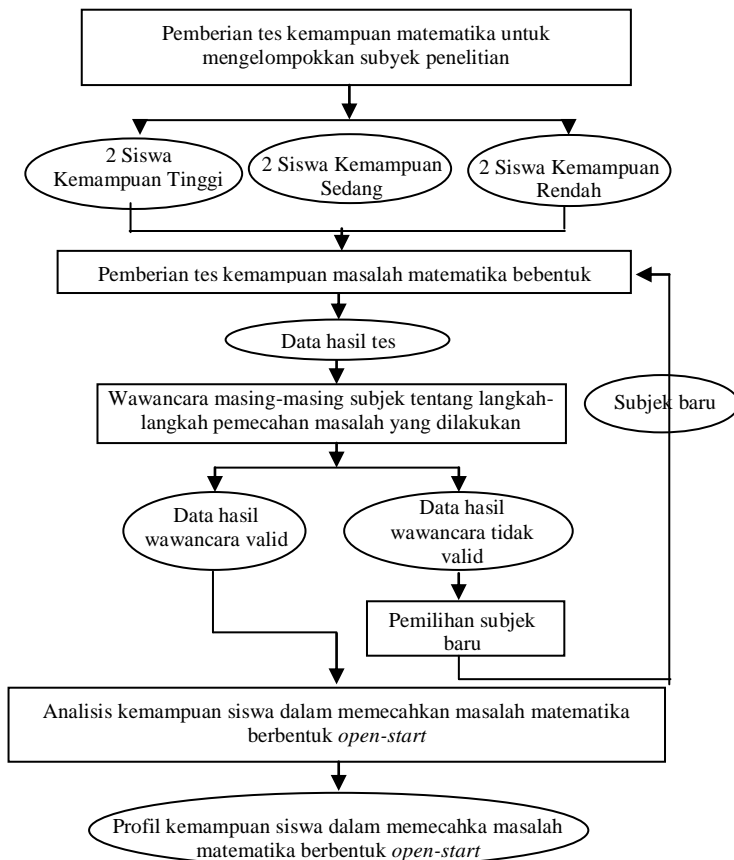 Pemberian tes kemampuan matematika untuk
mengelompokkan subyek penelitian
2 Siswa
Kemampuan Tinggi
2 Siswa Kemampuan
Sedang
2 Siswa Kemampuan
Rendah
Pemberian tes kemampuan masalah matematika bebentuk
Data hasil tes
Wawancara masing-masing subjek tentang langkah-
langkah pemecahan masalah yang dilakukan
Subjek baru
Data hasil
wawancara valid
Data hasil
wawancara tidak
valid
Pemilihan subjek
baru
Analisis kemampuan siswa dalam memecahkan masalah matematika
berbentuk open-start
Profil kemampuan siswa dalam memecahka masalah
matematika berbentuk open-start